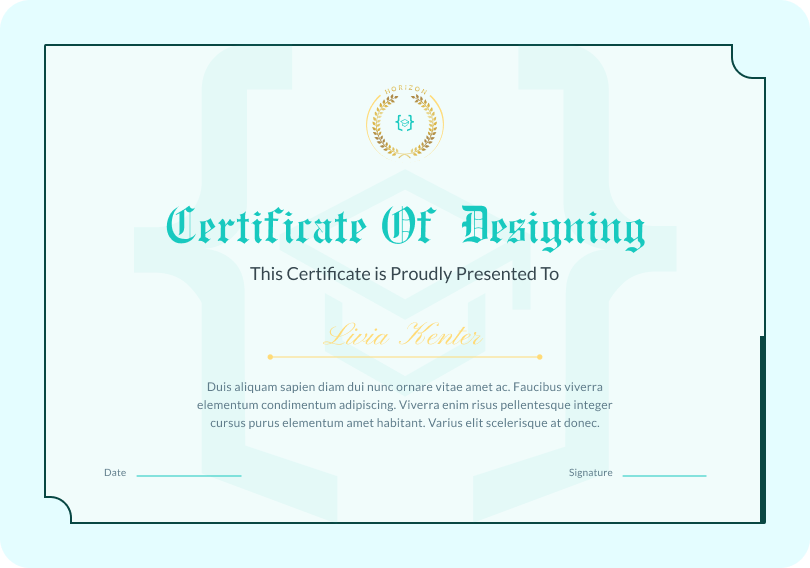 HORIZON
Certificate Of Designing
This Certificate is Proudly Presented To
Livia Kenter
Duis aliquam sapien diam dui nunc ornare vitae amet ac. Faucibus viverra
elementum condimentum adipiscing. Viverra enim risus pellentesque integer
cursus purus elementum amet habitant. Varius elit scelerisque at donec.
Date
Signature